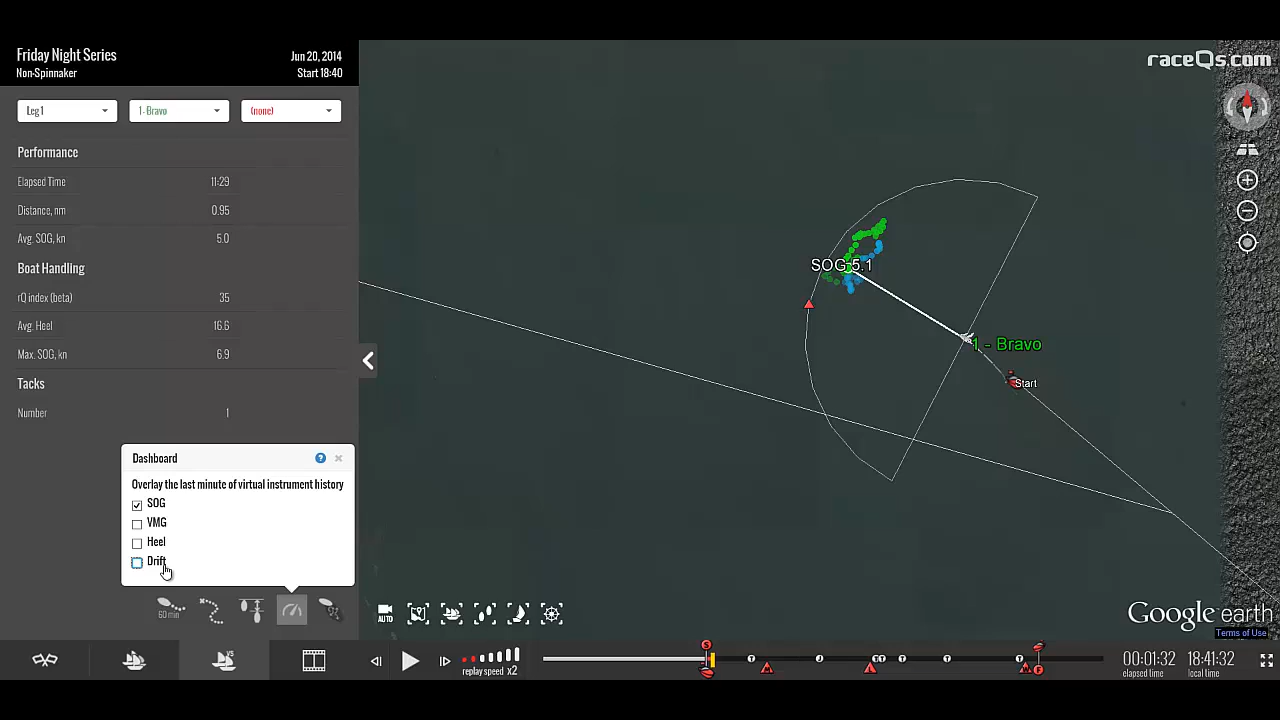 Friday Night Series
Jun 20, 2014
Non-Spinnaker
Start 18:40
raceQs.com
Leg 1
1- Bravo
(none)
Performance
Elapsed Time 11:29
Distance, nm 0.95
Avg. SOG, kn 5.0
Boat Handling
rQ index (beta) 35
Avg. Heel 16.6
Max. SOG, kn 6.9
Tacks
Number 1
SOG 5.1
1 - Bravo
Start
Dashboard
Overlay the last minute of virtual instrument history
SOG
VMG
Heel
Drift
60 min
AUTO
Google earth
Terms of Use
VS
replay speed x2
S
F
00:01:32
elapsed time
18:41:32
local time